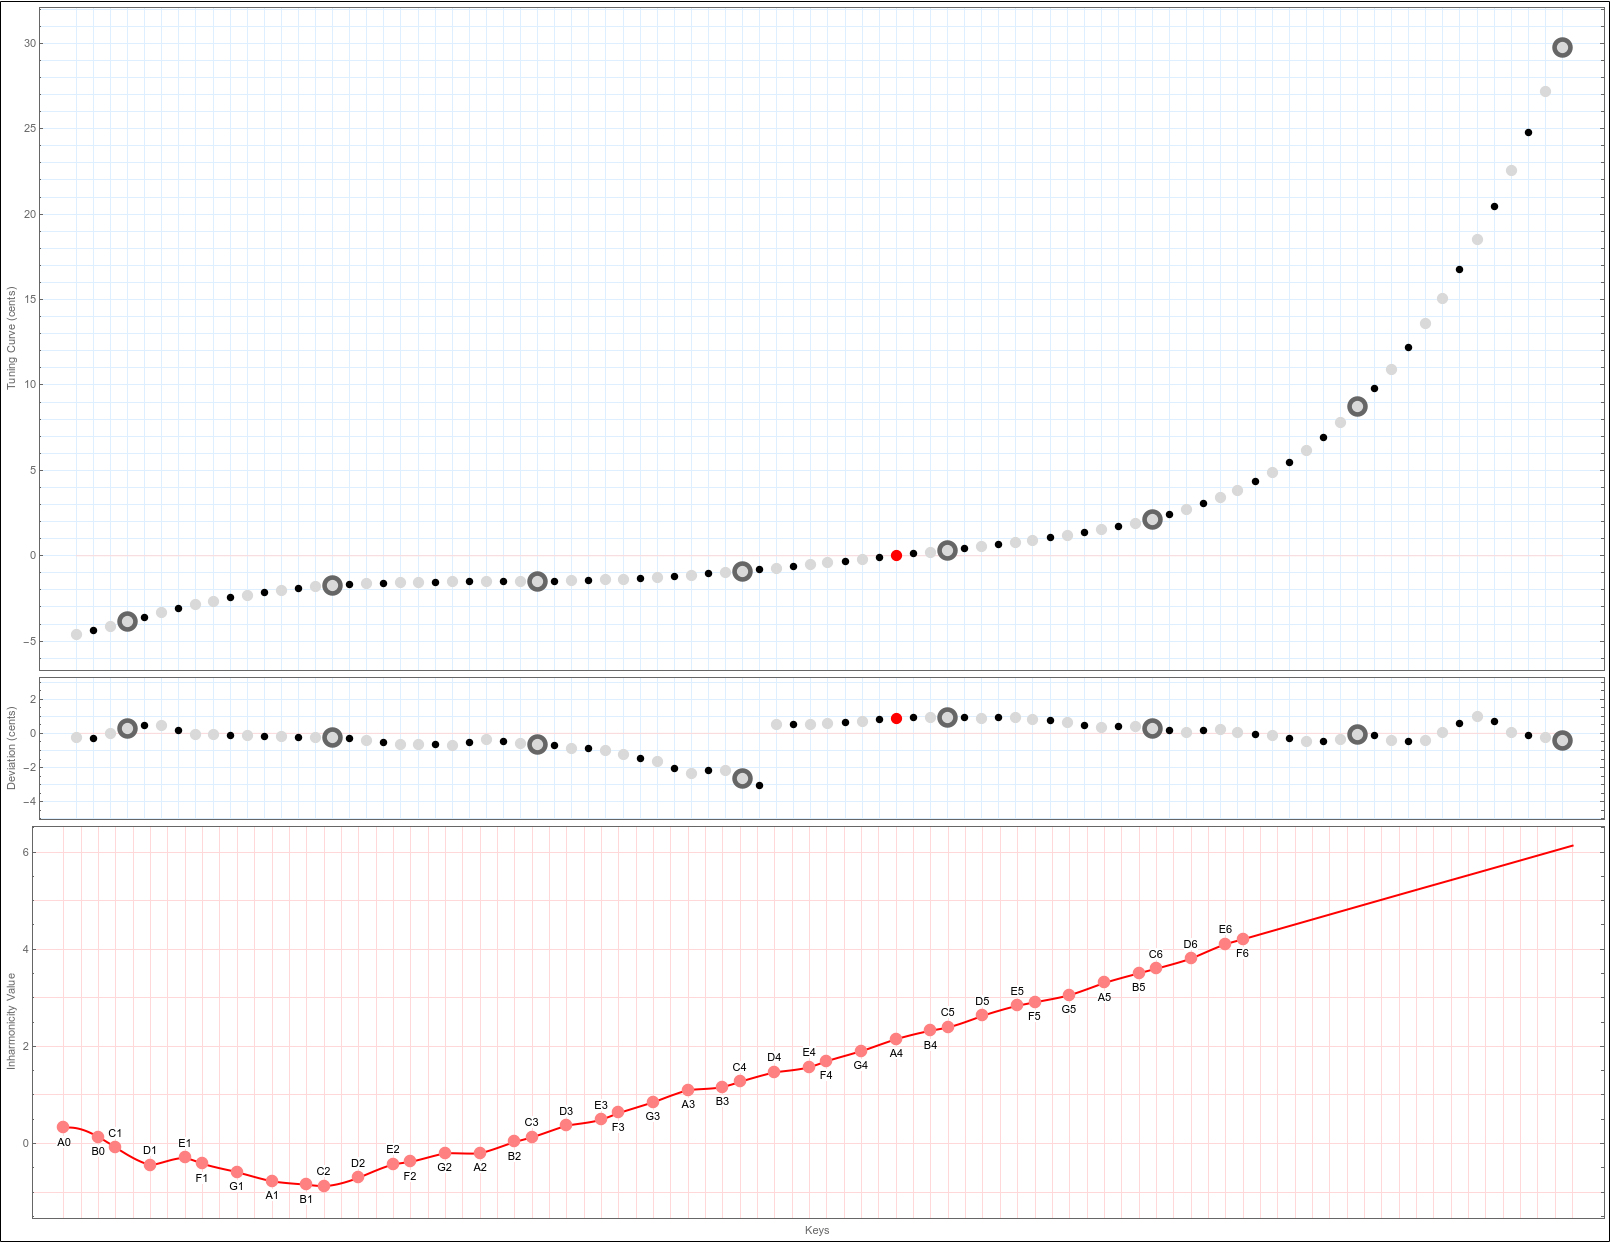 30
25
20
15
10
5
0
−5
Tuning Curve (cents)
2
0
−2
−4
Deviation (cents)
6
4
2
0
Inharmonicity Value
A0
B0
C1
D1
E1
F1
G1
A1
B1
C2
D2
E2
F2
G2
A2
B2
C3
D3
E3
F3
G3
A3
B3
C4
D4
E4
F4
G4
A4
B4
C5
D5
E5
F5
G5
A5
B5
C6
D6
E6
F6
Keys